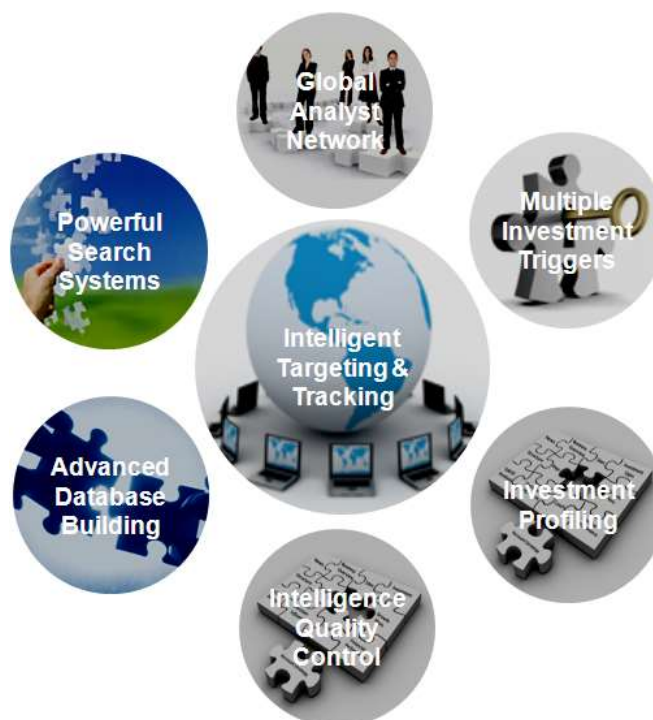 Global
Analyst
Network
Powerful
Search
Systems
Multiple
Investment
Triggers
Intelligent
Targeting &
Tracking
Advanced
Database
Building
Investment
Profiling
Intelligence
Quality
Control